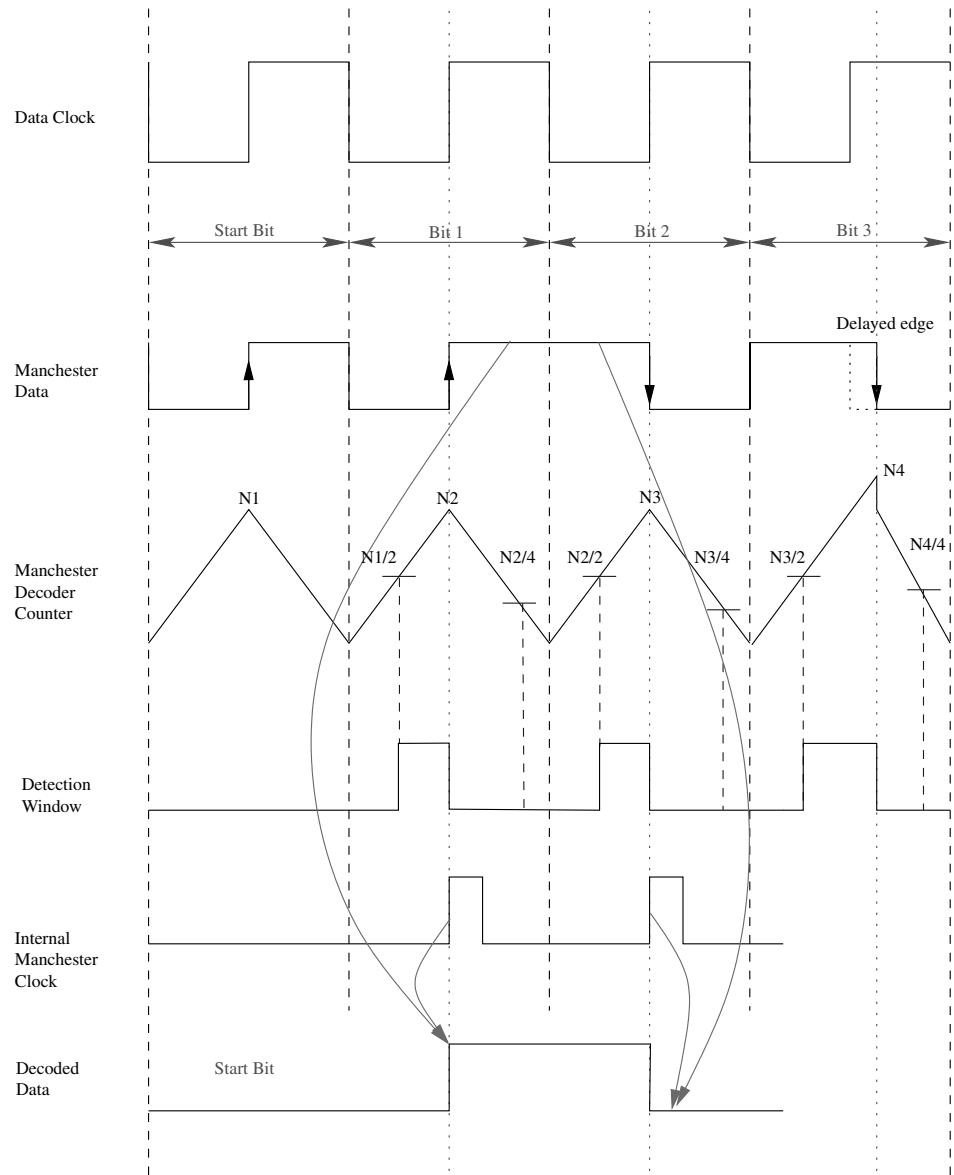 Data Clock
Start Bit
Bit 1
Bit 2
Bit 3
Delayed edge
Manchester
Data
N1
N2
N3
N4
N1/2
N2/4
N2/2
N3/4
N3/2
N4/4
Manchester
Decoder
Counter
Detection
Window
Internal
Manchester
Clock
Decoded
Data
Start Bit